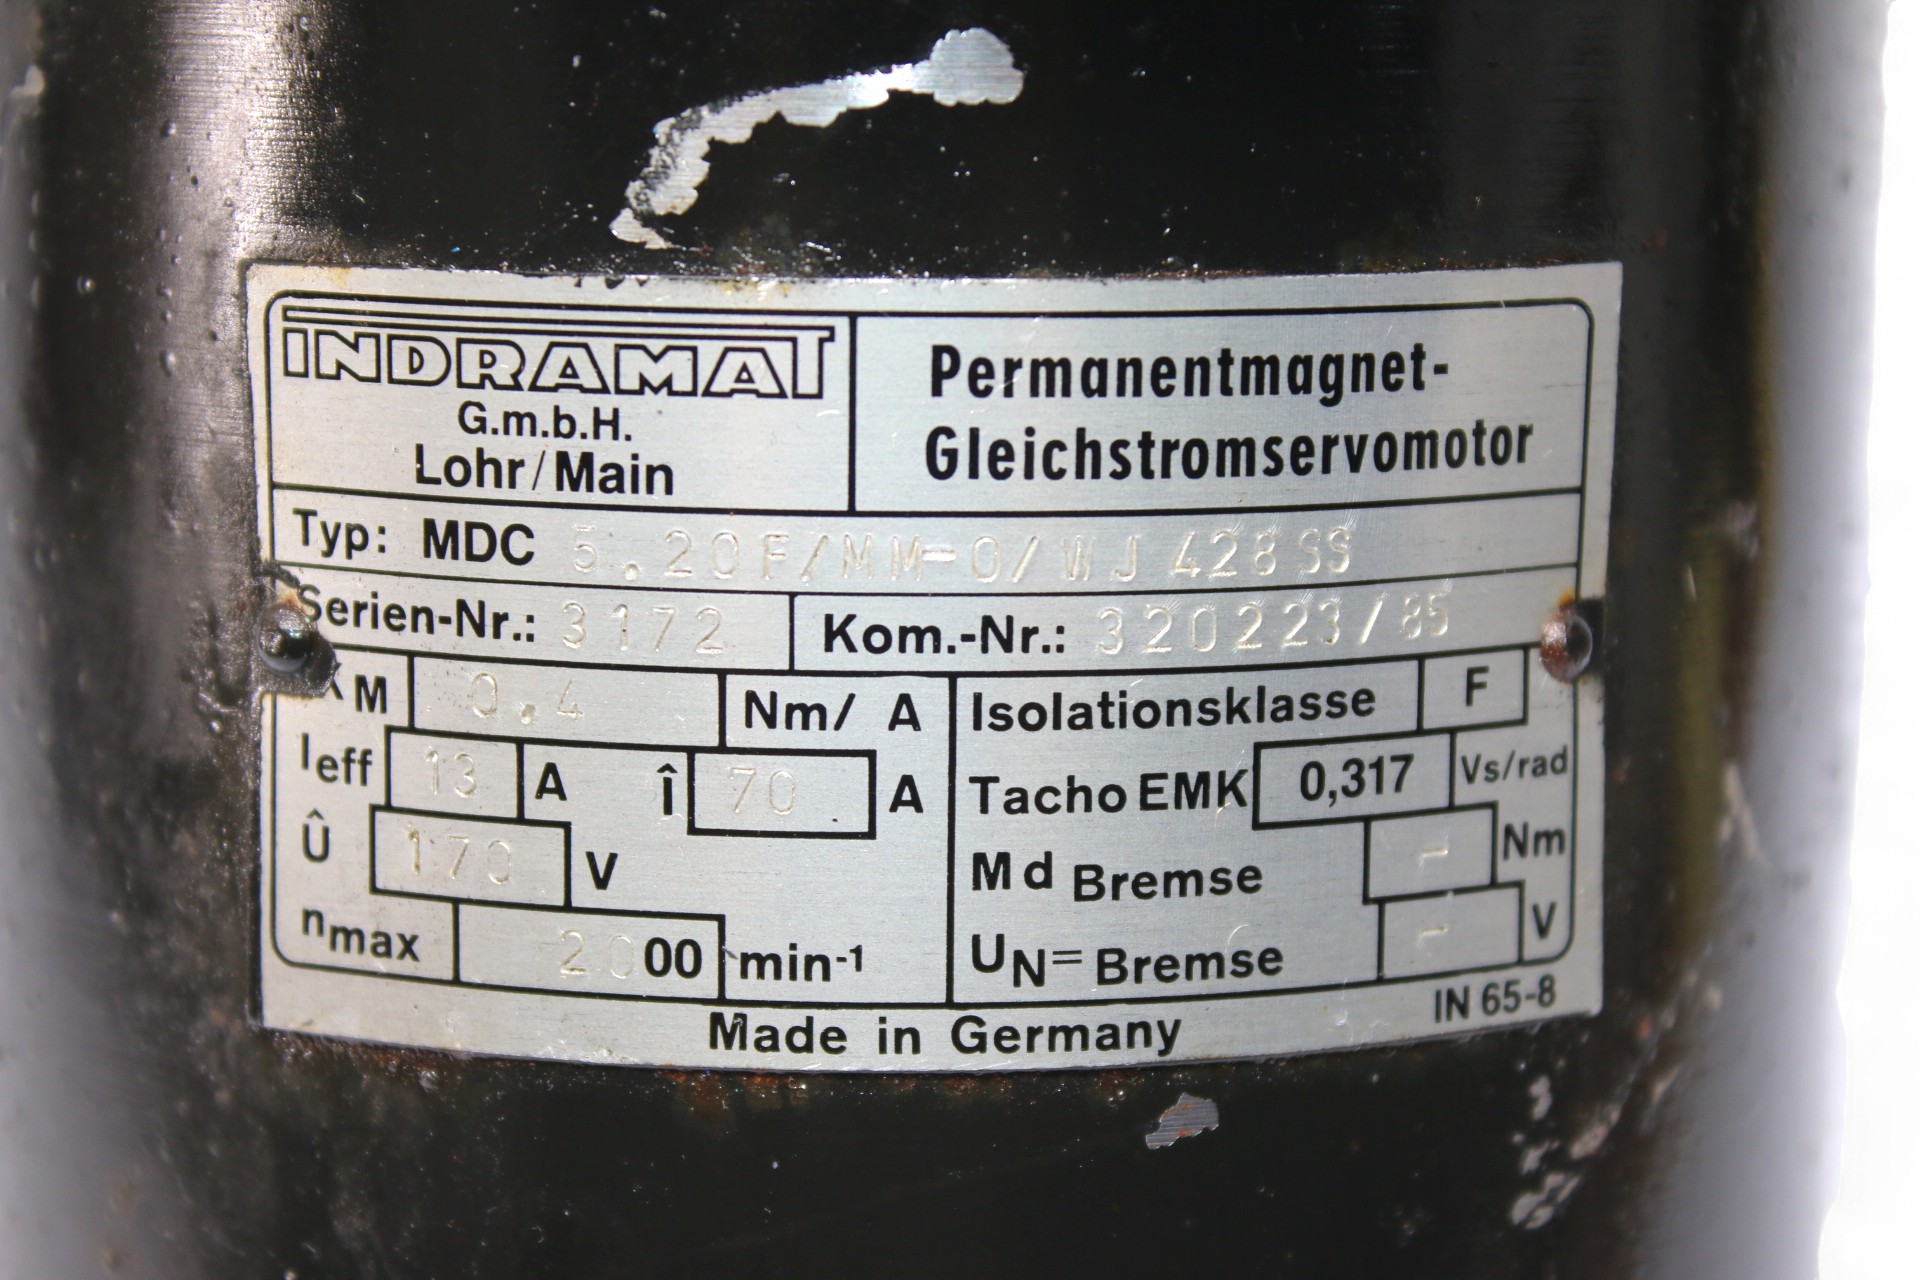 INDRAMAT
G.m.b.H.
Lohr/Main
Permanentmagnet-
Gleichstromservomotor
Typ: MDC 5.20F/MM-0/WJ428SS
Serien-Nr.: 3172
Kom.-Nr.: 320223/85
KM 0.4 Nm/A
Ieff 13 A Î 70 A
Û 170 V
nmax 2000 min-1
Isolationsklasse F
Tacho EMK 0,317 Vs/rad
Md Bremse - Nm
UN= Bremse - V
IN 65-8
Made in Germany